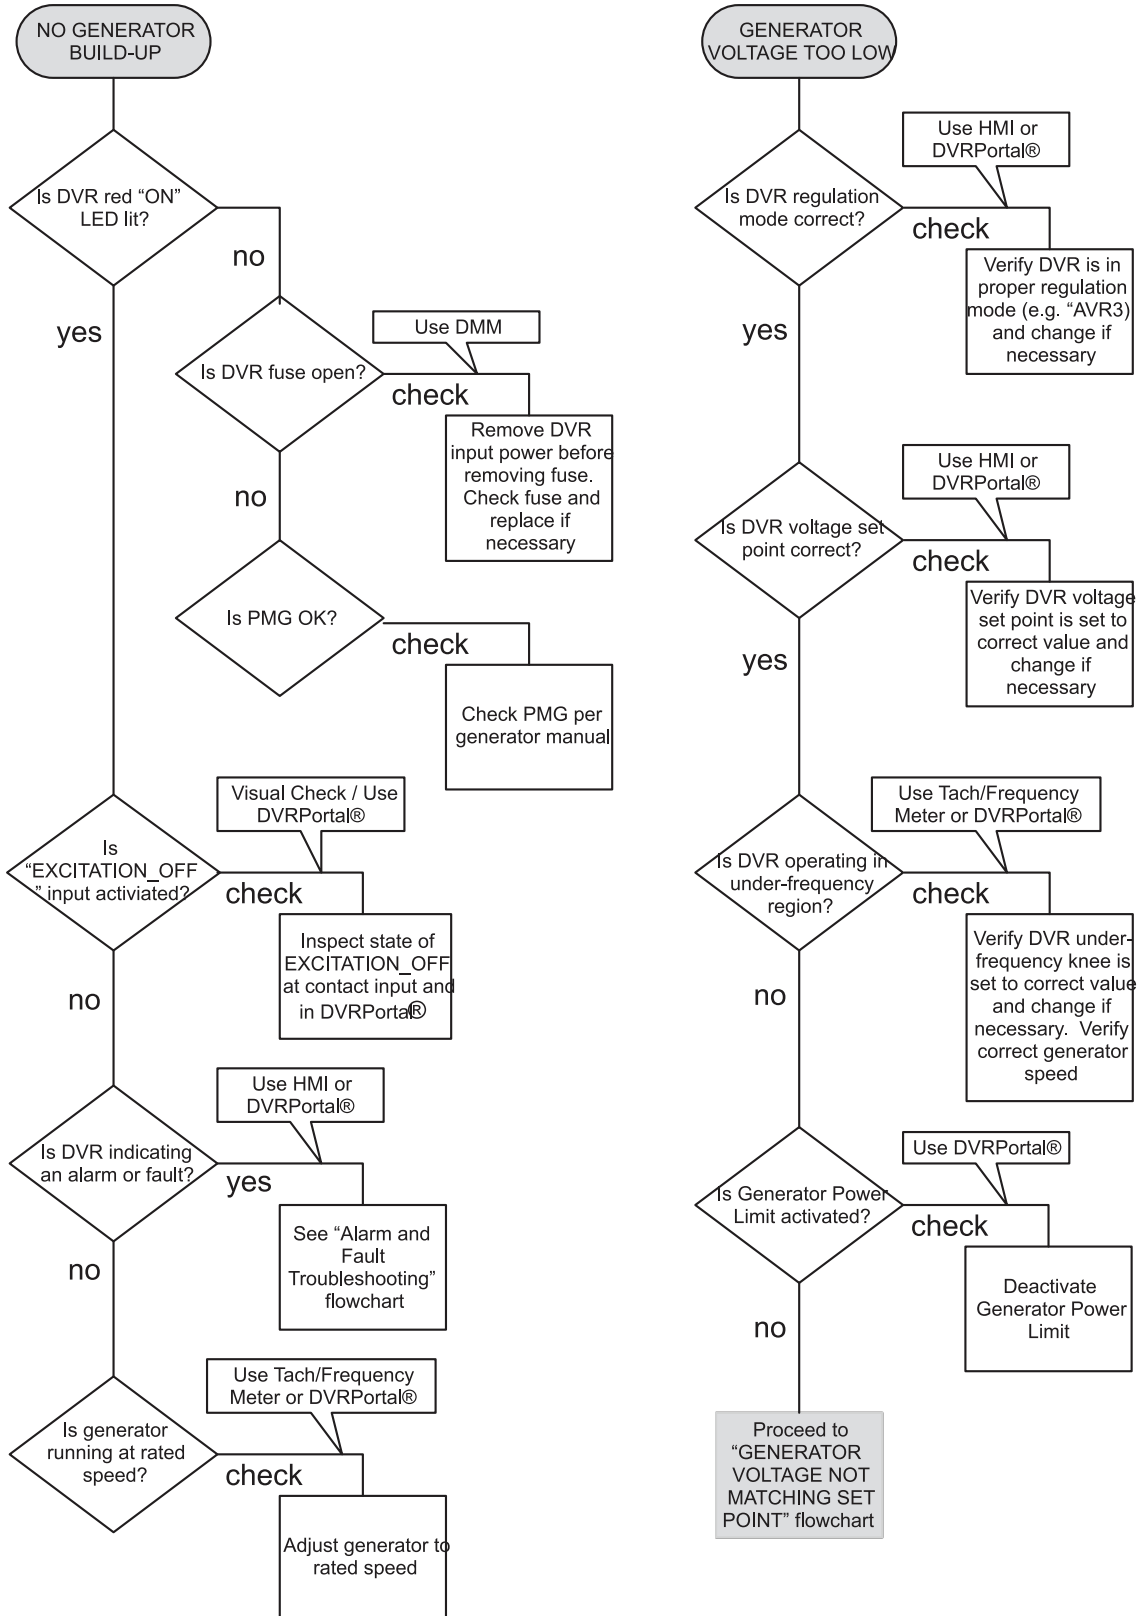 NO GENERATOR
BUILD-UP
Is DVR red “ON”
LED lit?
no
yes
Use DMM
Is DVR fuse open?
check
Remove DVR
input power before
removing fuse.
Check fuse and
replace if
necessary
no
Is PMG OK?
check
Check PMG per
generator manual
Visual Check / Use
DVRPortal®
Is
“EXCITATION_OFF
” input activiated?
check
Inspect state of
EXCITATION_OFF
at contact input and
in DVRPortal®
no
Use HMI or
DVRPortal®
Is DVR indicating
an alarm or fault?
yes
See “Alarm and
Fault
Troubleshooting”
flowchart
no
Use Tach/Frequency
Meter or DVRPortal®
Is generator
running at rated
speed?
check
Adjust generator to
rated speed
GENERATOR
VOLTAGE TOO LOW
Use HMI or
DVRPortal®
Is DVR regulation
mode correct?
check
Verify DVR is in
proper regulation
mode (e.g. “AVR3)
and change if
necessary
yes
Use HMI or
DVRPortal®
Is DVR voltage set
point correct?
check
Verify DVR voltage
set point is set to
correct value and
change if
necessary
yes
Use Tach/Frequency
Meter or DVRPortal®
Is DVR operating in
under-frequency
region?
check
Verify DVR under-
frequency knee is
set to correct value
and change if
necessary. Verify
correct generator
speed
no
Use DVRPortal®
Is Generator Power
Limit activated?
check
Deactivate
Generator Power
Limit
no
Proceed to
“GENERATOR
VOLTAGE NOT
MATCHING SET
POINT” flowchart